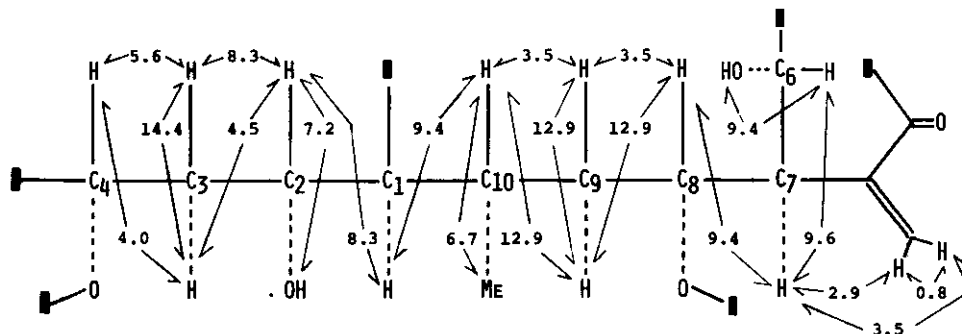 5.6 8.3 3.5 3.5
H H H H H H HO C6 H
14.4 4.5 7.2 9.4 12.9 12.9 9.4 O
C4 C3 C2 C1 C10 C9 C8 C7
4.0 8.3 6.7 12.9 9.4 9.6 H
H
O H .OH H ME H O H 2.9 0.8
3.5